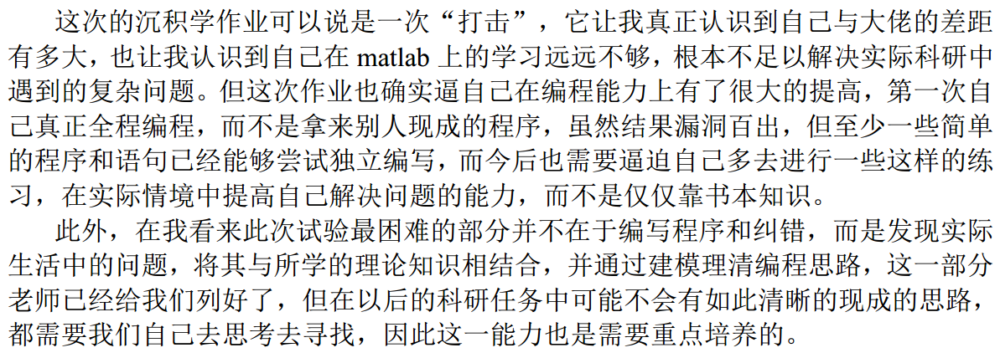 这次的沉积学作业可以说是一次“打击”，它让我真正认识到自己与大佬的差距
有多大，也让我认识到自己在 matlab 上的学习远远不够，根本不足以解决实际科研中
遇到的复杂问题。但这次作业也确实逼自己在编程能力上有了很大的提高，第一次自
己真正全程编程，而不是拿来别人现成的程序，虽然结果漏洞百出，但至少一些简单
的程序和语句已经能够尝试独立编写，而今后也需要逼迫自己多去进行一些这样的练
习，在实际情境中提高自己解决问题的能力，而不是仅仅靠书本知识。
此外，在我看来此次试验最困难的部分并不在于编写程序和纠错，而是发现实际
生活中的问题，将其与所学的理论知识相结合，并通过建模理清编程思路，这一部分
老师已经给我们列好了，但在以后的科研任务中可能不会有如此清晰的现成的思路，
都需要我们自己去思考去寻找，因此这一能力也是需要重点培养的。